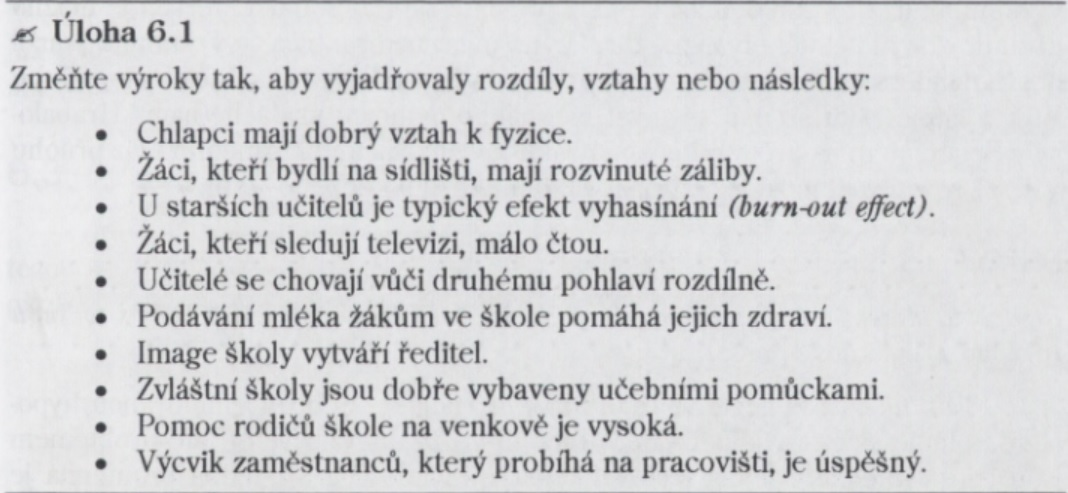 Úloha 6.1
Změňte výroky tak, aby vyjadřovaly rozdíly, vztahy nebo následky:
• Chlapci mají dobrý vztah k fyzice.
• Žáci, kteří bydlí na sídlišti, mají rozvinuté záliby.
• U starších učitelů je typický efekt vyhasínání (burn-out effect).
• Žáci, kteří sledují televizi, málo čtou.
• Učitelé se chovají vůči druhému pohlaví rozdílně.
• Podávání mléka žákům ve škole pomáhá jejich zdraví.
• Image školy vytváří ředitel.
• Zvláštní školy jsou dobře vybaveny učebními pomůckami.
• Pomoc rodičů škole na venkově je vysoká.
• Výcvik zaměstnanců, který probíhá na pracovišti, je úspěšný.